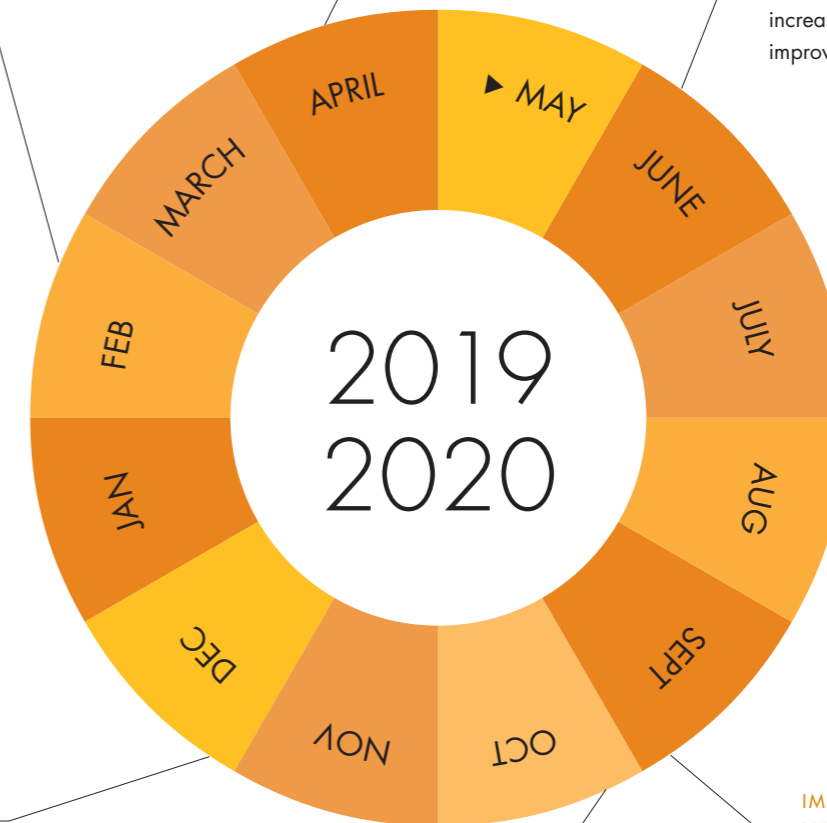 APRIL
▶ MAY
JUNE
JULY
AUG
SEPT
OCT
NOV
DEC
JAN
FEB
MARCH
2019
2020